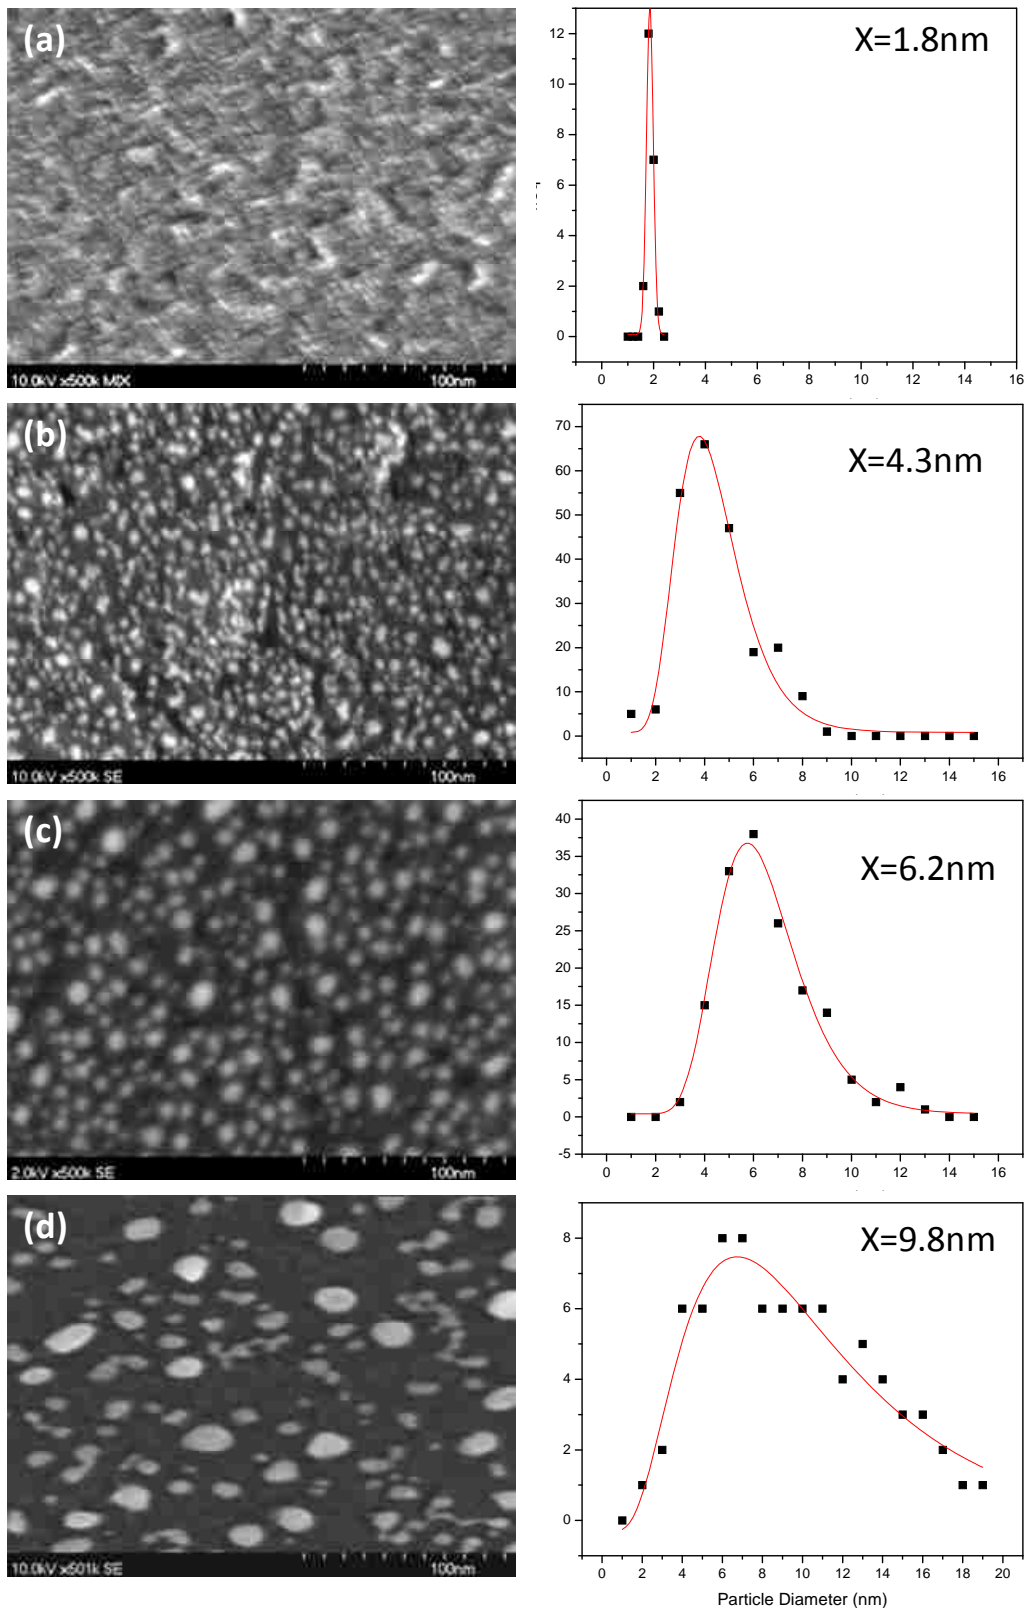 (a)
10.0kV x500k MIX
100nm
X=1.8nm
12
10
8
6
4
2
0
0 2 4 6 8 10 12 14 16
(b)
10.0kV x500k SE
100nm
X=4.3nm
70
60
50
40
30
20
10
0
0 2 4 6 8 10 12 14 16
(c)
2.0kV x500k SE
100nm
X=6.2nm
40
35
30
25
20
15
10
5
0
-5
0 2 4 6 8 10 12 14 16
(d)
10.0kV x501k SE
100nm
X=9.8nm
8
6
4
2
0
0 2 4 6 8 10 12 14 16 18 20
Particle Diameter (nm)